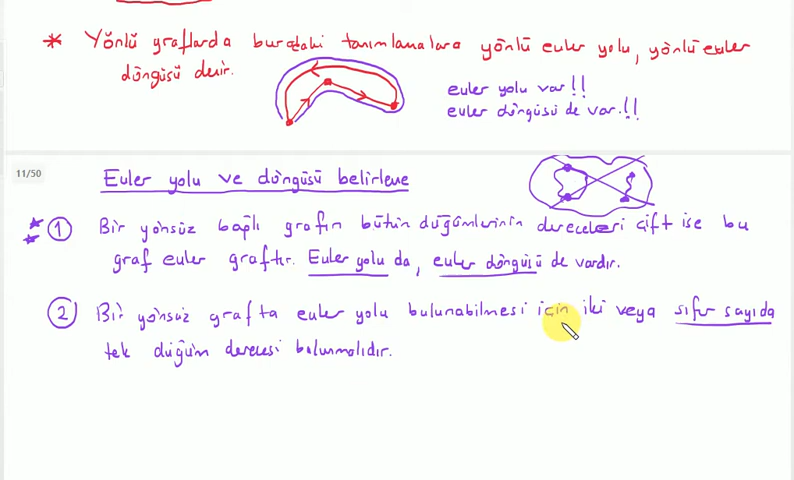 * Yönlü graflarda burdaki tanımlamalara yönlü euler yolu, yönlü euler
döngüsü denir.
euler yolu var!!
euler döngüsü de var.!!
11/50
Euler yolu ve döngüsü belirleme
1 Bir yönsüz bağlı grafın bütün düğümlerinin dereceleri çift ise bu
graf euler graftır. Euler yolu da, euler döngüsü de vardır.
2 Bir yönsüz grafta euler yolu bulunabilmesi için iki veya sıfır sayıda
tek düğüm derecesi bulunmalıdır.